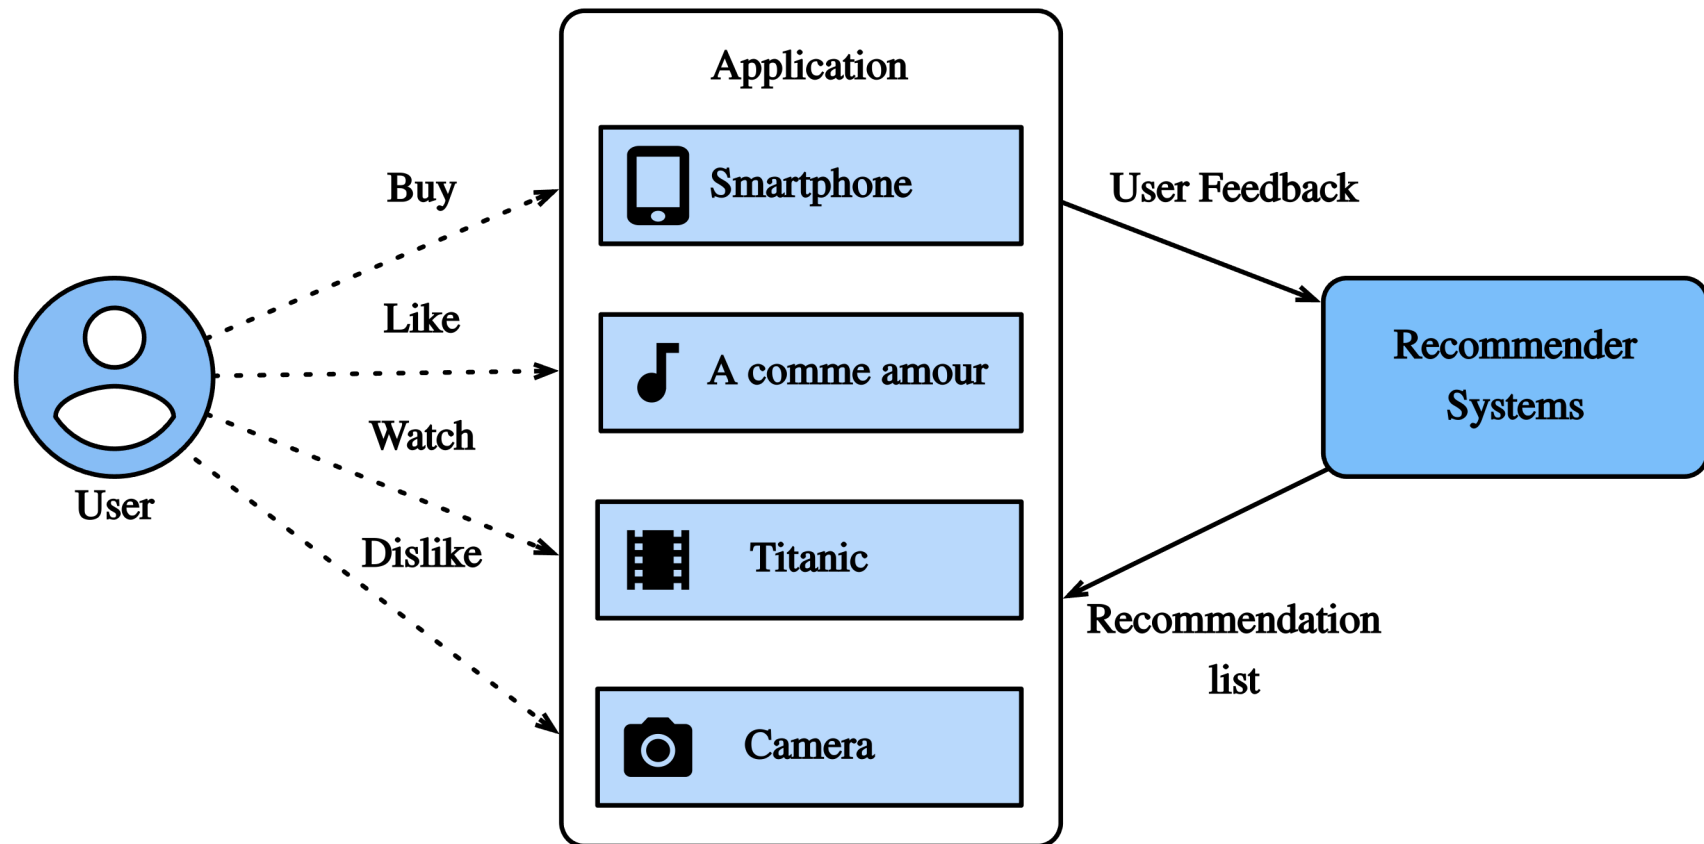 Application
Buy
Smartphone
User Feedback
Like
A comme amour
Recommender
Systems
Watch
User
Dislike
Titanic
Recommendation
list
Camera